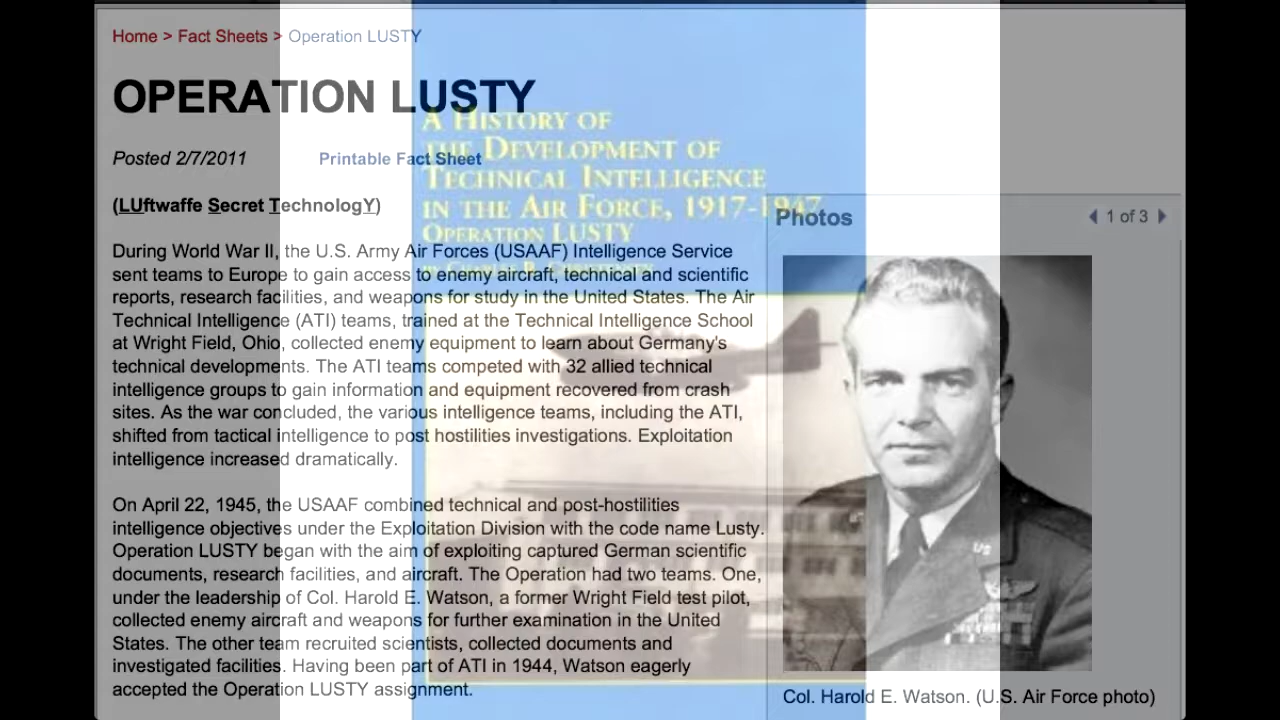 Home > Fact Sheets > Operation LUSTY
OPERATION LUSTY
Posted 2/7/2011
Printable Fact Sheet
(LUftwaffe Secret TechnologY)
During World War II, the U.S. Army Air Forces (USAAF) Intelligence Service
sent teams to Europe to gain access to enemy aircraft, technical and scientific
reports, research facilities, and weapons for study in the United States. The Air
Technical Intelligence (ATI) teams, trained at the Technical Intelligence School
at Wright Field, Ohio, collected enemy equipment to learn about Germany's
technical developments. The ATI teams competed with 32 allied technical
intelligence groups to gain information and equipment recovered from crash
sites. As the war concluded, the various intelligence teams, including the ATI,
shifted from tactical intelligence to post hostilities investigations. Exploitation
intelligence increased dramatically.
On April 22, 1945, the USAAF combined technical and post-hostilities
intelligence objectives under the Exploitation Division with the code name Lusty.
Operation LUSTY began with the aim of exploiting captured German scientific
documents, research facilities, and aircraft. The Operation had two teams. One,
under the leadership of Col. Harold E. Watson, a former Wright Field test pilot,
collected enemy aircraft and weapons for further examination in the United
States. The other team recruited scientists, collected documents and
investigated facilities. Having been part of ATI in 1944, Watson eagerly
accepted the Operation LUSTY assignment.
A HISTORY OF
THE DEVELOPMENT OF
TECHNICAL INTELLIGENCE
IN THE AIR FORCE, 1917-1947
OPERATION LUSTY
Photos
1 of 3
US
Col. Harold E. Watson. (U.S. Air Force photo)